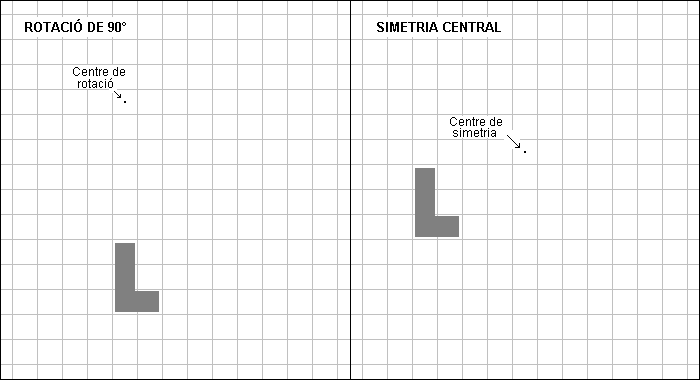 ROTACIÓ DE 90°
Centre de
rotació
SIMETRIA CENTRAL
Centre de
simetria